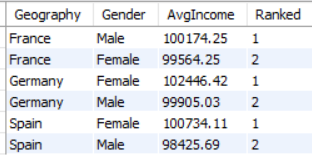 Geography Gender AvgIncome Ranked
France Male 100174.25 1
France Female 99564.25 2
Germany Female 102446.42 1
Germany Male 99905.03 2
Spain Female 100734.11 1
Spain Male 98425.69 2